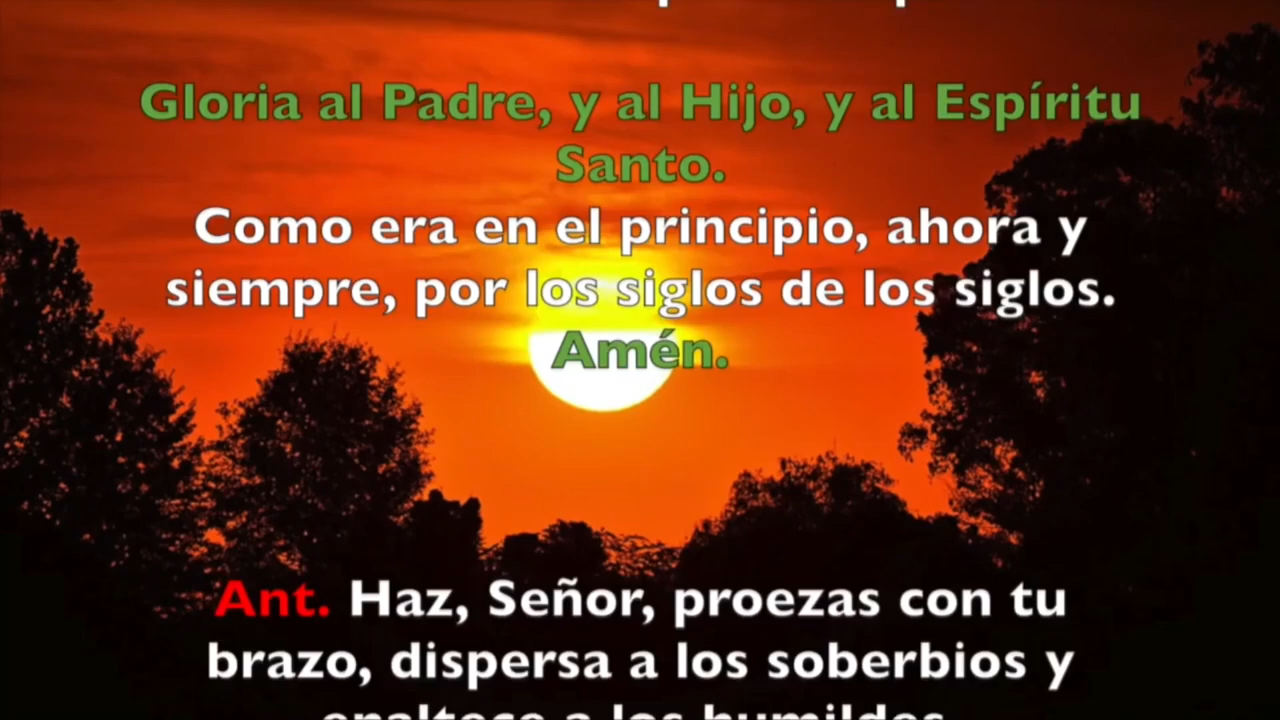 Gloria al Padre, y al Hijo, y al Espíritu
Santo.
Como era en el principio, ahora y
siempre, por los siglos de los siglos.
Amén.
Ant. Haz, Señor, proezas con tu
brazo, dispersa a los soberbios y
enaltece a los humildes.